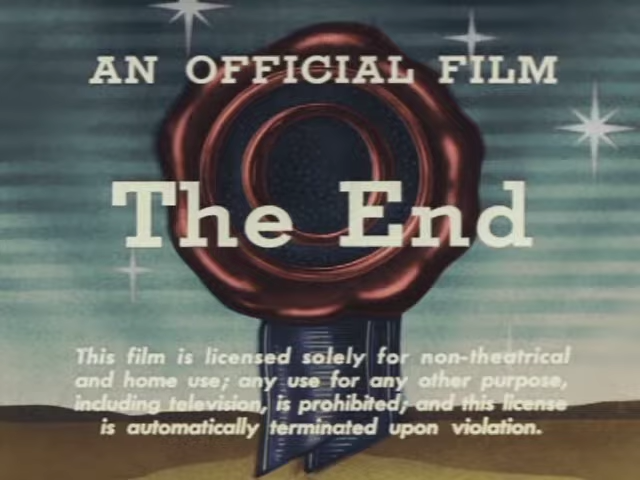 AN OFFICIAL FILM
The End
This film is licensed solely for non-theatrical
and home use; any use for any other purpose,
including television, is prohibited; and this license
is automatically terminated upon violation.